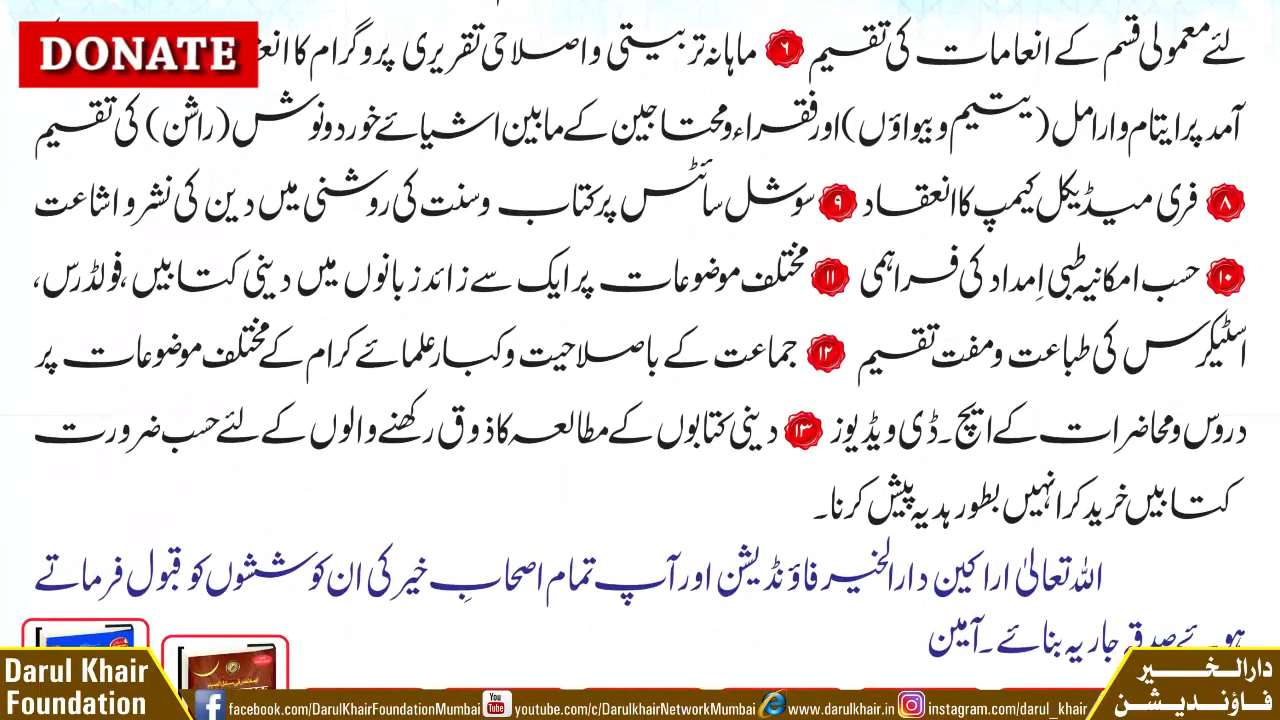 DONATE
لئے معمولی قسم کے انعامات کی تقسیم ۶ ماہانہ تربیتی و اصلاحی تقریری پروگرام کا
آمد پر ایتام و ارامل (یتیم و بیواؤں) اور فقراء و محتاجین کے مابین اشیائے خوردونوش (راشن) کی تقسیم
۸ فری میڈیکل کیمپ کا انعقاد ۹ سوشل سائٹس پر کتاب وسنت کی روشنی میں دین کی نشر و اشاعت
۱۰ حسب امکانیہ طبی اِمداد کی فراہمی ۱۱ مختلف موضوعات پر ایک سے زائد زبانوں میں دینی کتابیں، فولڈرس،
اسٹیکرس کی طباعت و مفت تقسیم ۱۲ جماعت کے باصلاحیت و کبار علمائے کرام کے مختلف موضوعات پر
دروس و محاضرات کے ایچ۔ڈی ویڈیوز ۱۳ دینی کتابوں کے مطالعہ کا ذوق رکھنے والوں کے لئے حسب ضرورت
کتابیں خرید کر انہیں بطور ہدیہ پیش کرنا۔
اللہ تعالیٰ اراکین دارالخیر فاؤنڈیشن اور آپ تمام اصحابِ خیر کی ان کوششوں کو قبول فرماتے
ہوئے صدقہ جاریہ بنائے۔ آمین
Darul Khair
Foundation
facebook.com/DarulKhairFoundationMumbai
You Tube youtube.com/c/DarulkhairNetworkMumbai
www.darulkhair.in
instagram.com/darul_khair
دارالخیر
فاؤنڈیشن